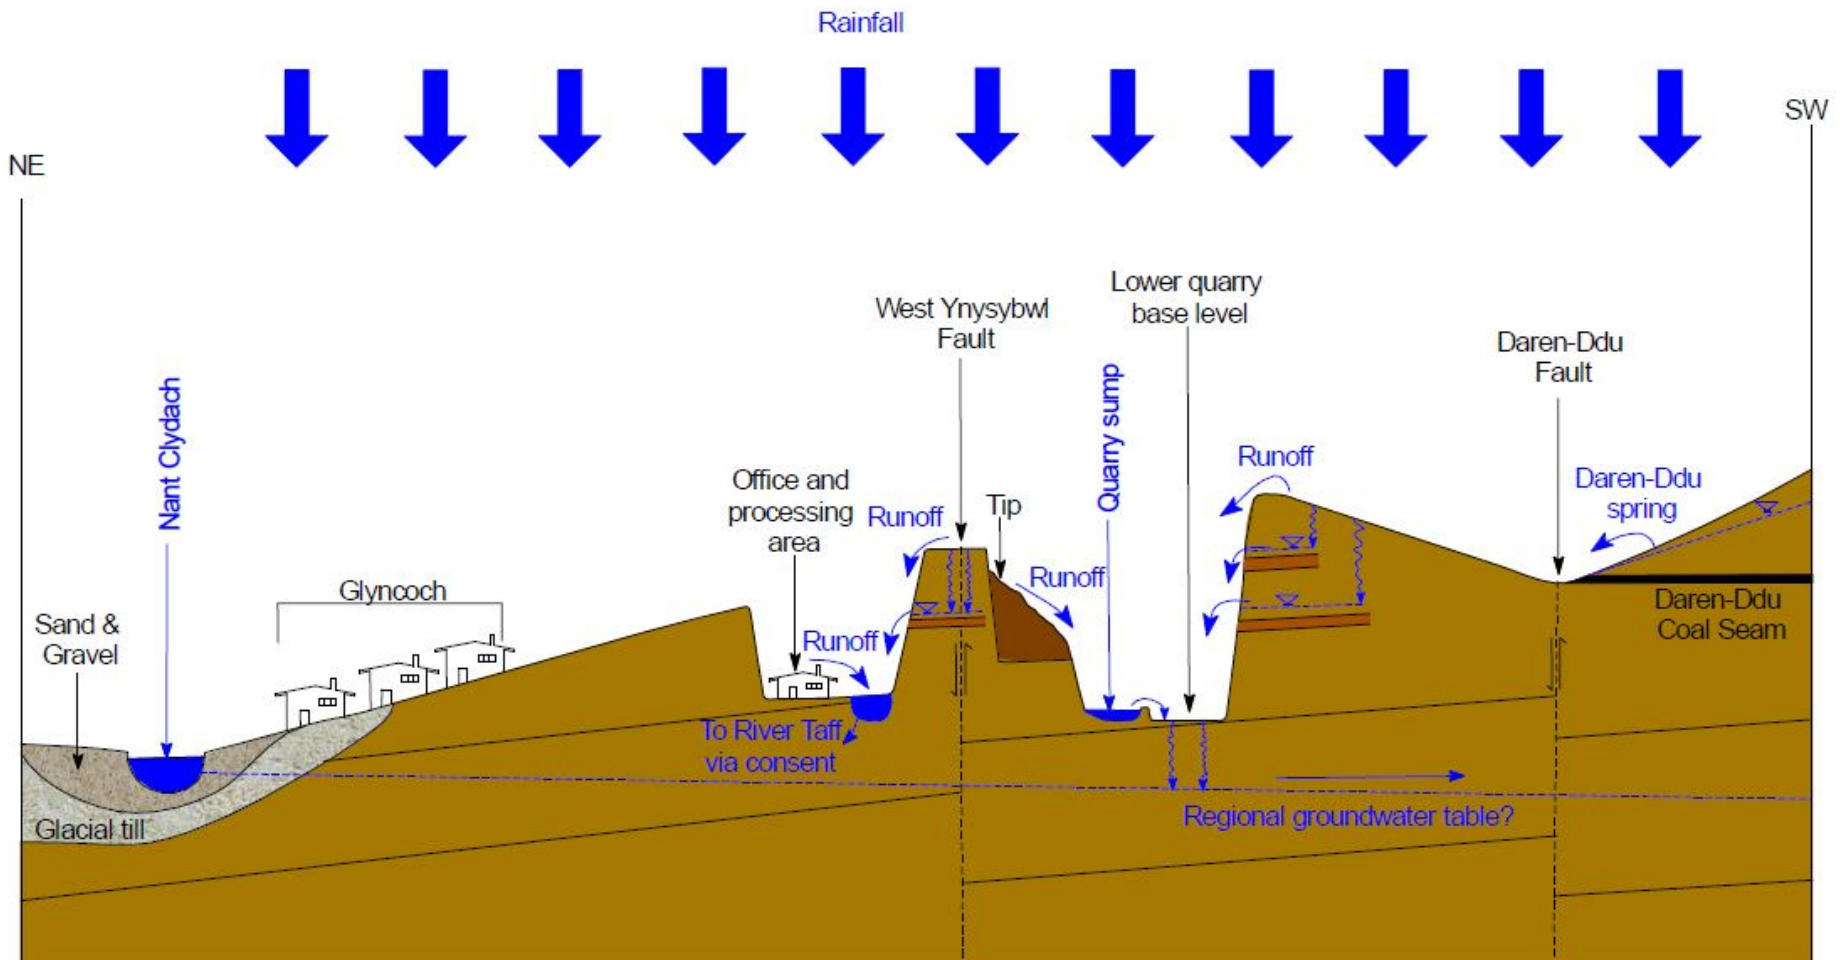 Rainfall
NE
SW
Lower quarry
base level
West Ynysybwl
Fault
Daren-Ddu
Fault
Nant Clydach
Quarry sump
Runoff
Daren-Ddu
spring
Office and
processing
area
Runoff
Tip
Runoff
Glyncoch
Sand &
Gravel
Runoff
Daren-Ddu
Coal Seam
To River Taff
via consent
Glacial till
Regional groundwater table?